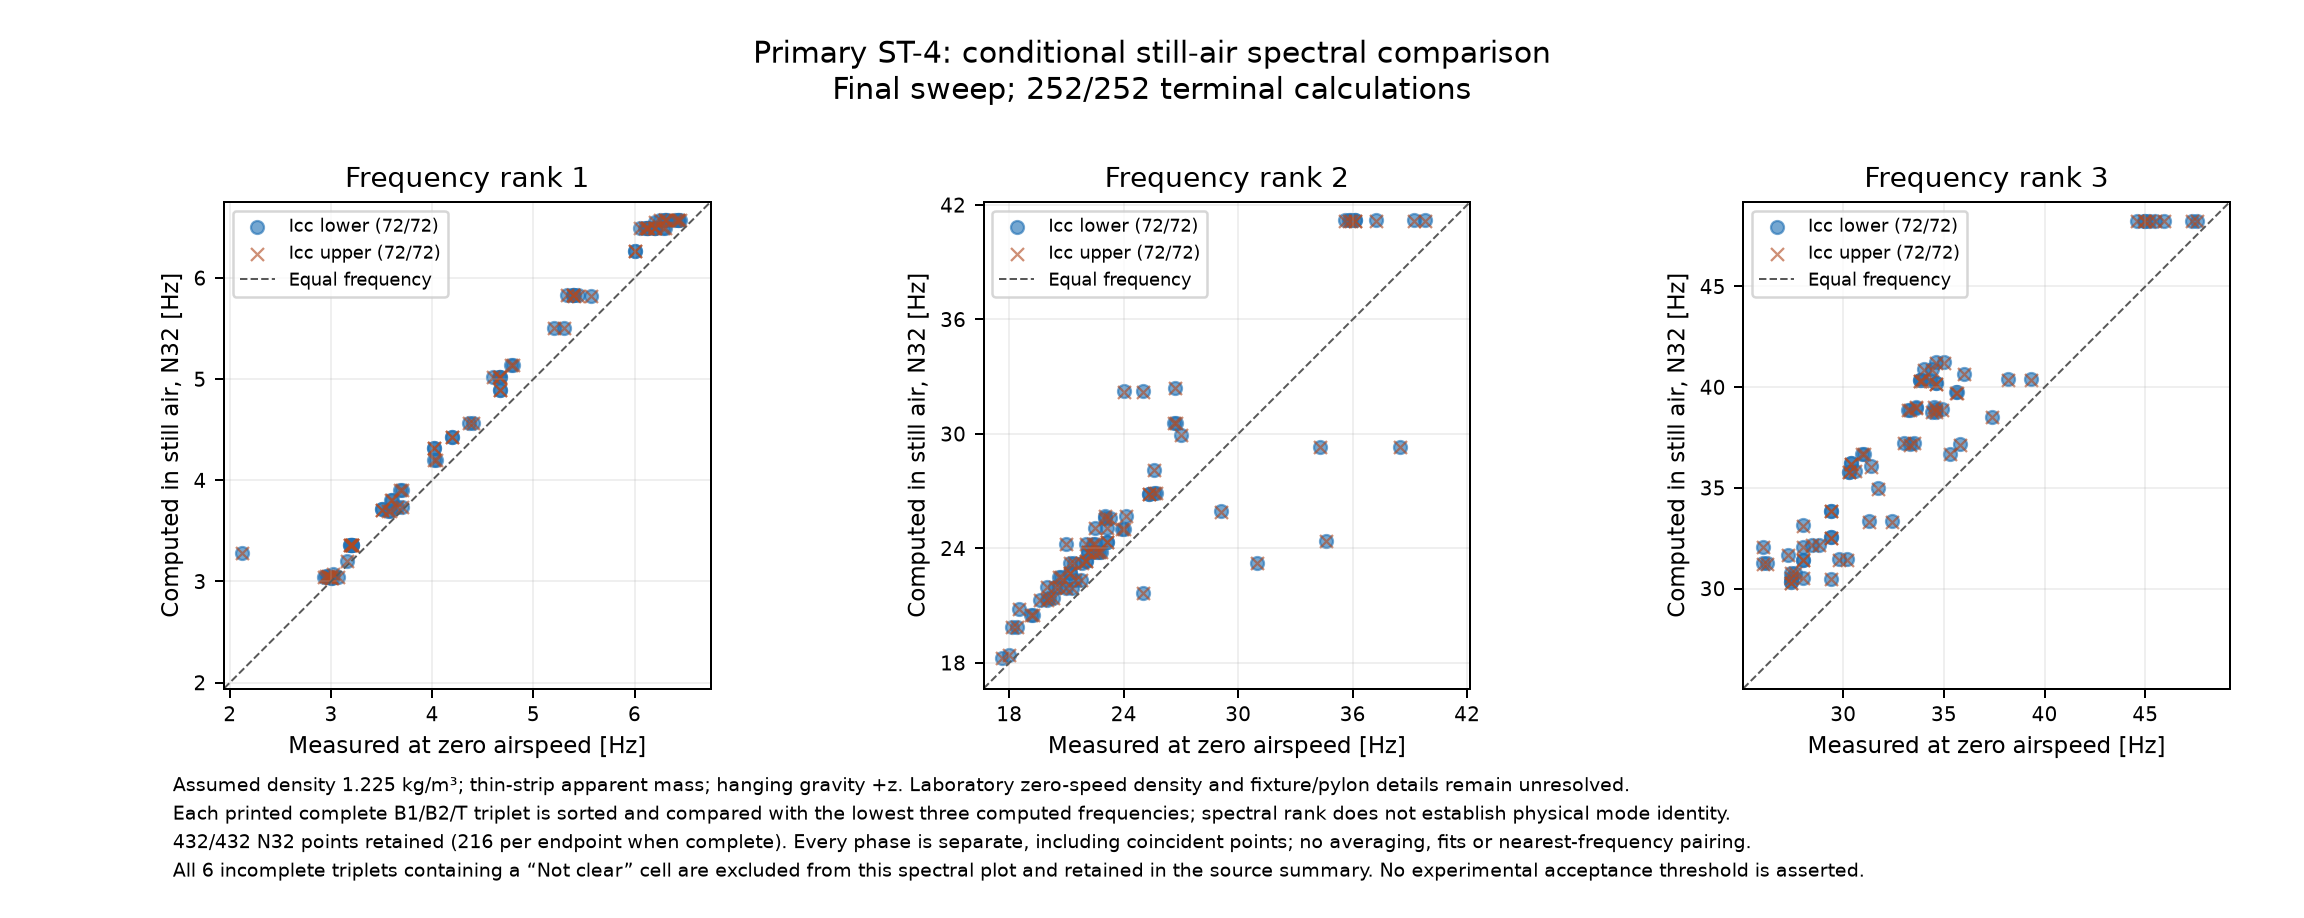 Primary ST-4: conditional still-air spectral comparison
Final sweep; 252/252 terminal calculations
Frequency rank 1
Icc lower (72/72)
Icc upper (72/72)
Equal frequency
Computed in still air, N32 [Hz]
6
5
4
3
2
2 3 4 5 6
Measured at zero airspeed [Hz]
Frequency rank 2
Icc lower (72/72)
Icc upper (72/72)
Equal frequency
Computed in still air, N32 [Hz]
42
36
30
24
18
18 24 30 36 42
Measured at zero airspeed [Hz]
Frequency rank 3
Icc lower (72/72)
Icc upper (72/72)
Equal frequency
Computed in still air, N32 [Hz]
45
40
35
30
30 35 40 45
Measured at zero airspeed [Hz]
Assumed density 1.225 kg/m³; thin-strip apparent mass; hanging gravity +z. Laboratory zero-speed density and fixture/pylon details remain unresolved.
Each printed complete B1/B2/T triplet is sorted and compared with the lowest three computed frequencies; spectral rank does not establish physical mode identity.
432/432 N32 points retained (216 per endpoint when complete). Every phase is separate, including coincident points; no averaging, fits or nearest-frequency pairing.
All 6 incomplete triplets containing a “Not clear” cell are excluded from this spectral plot and retained in the source summary. No experimental acceptance threshold is asserted.